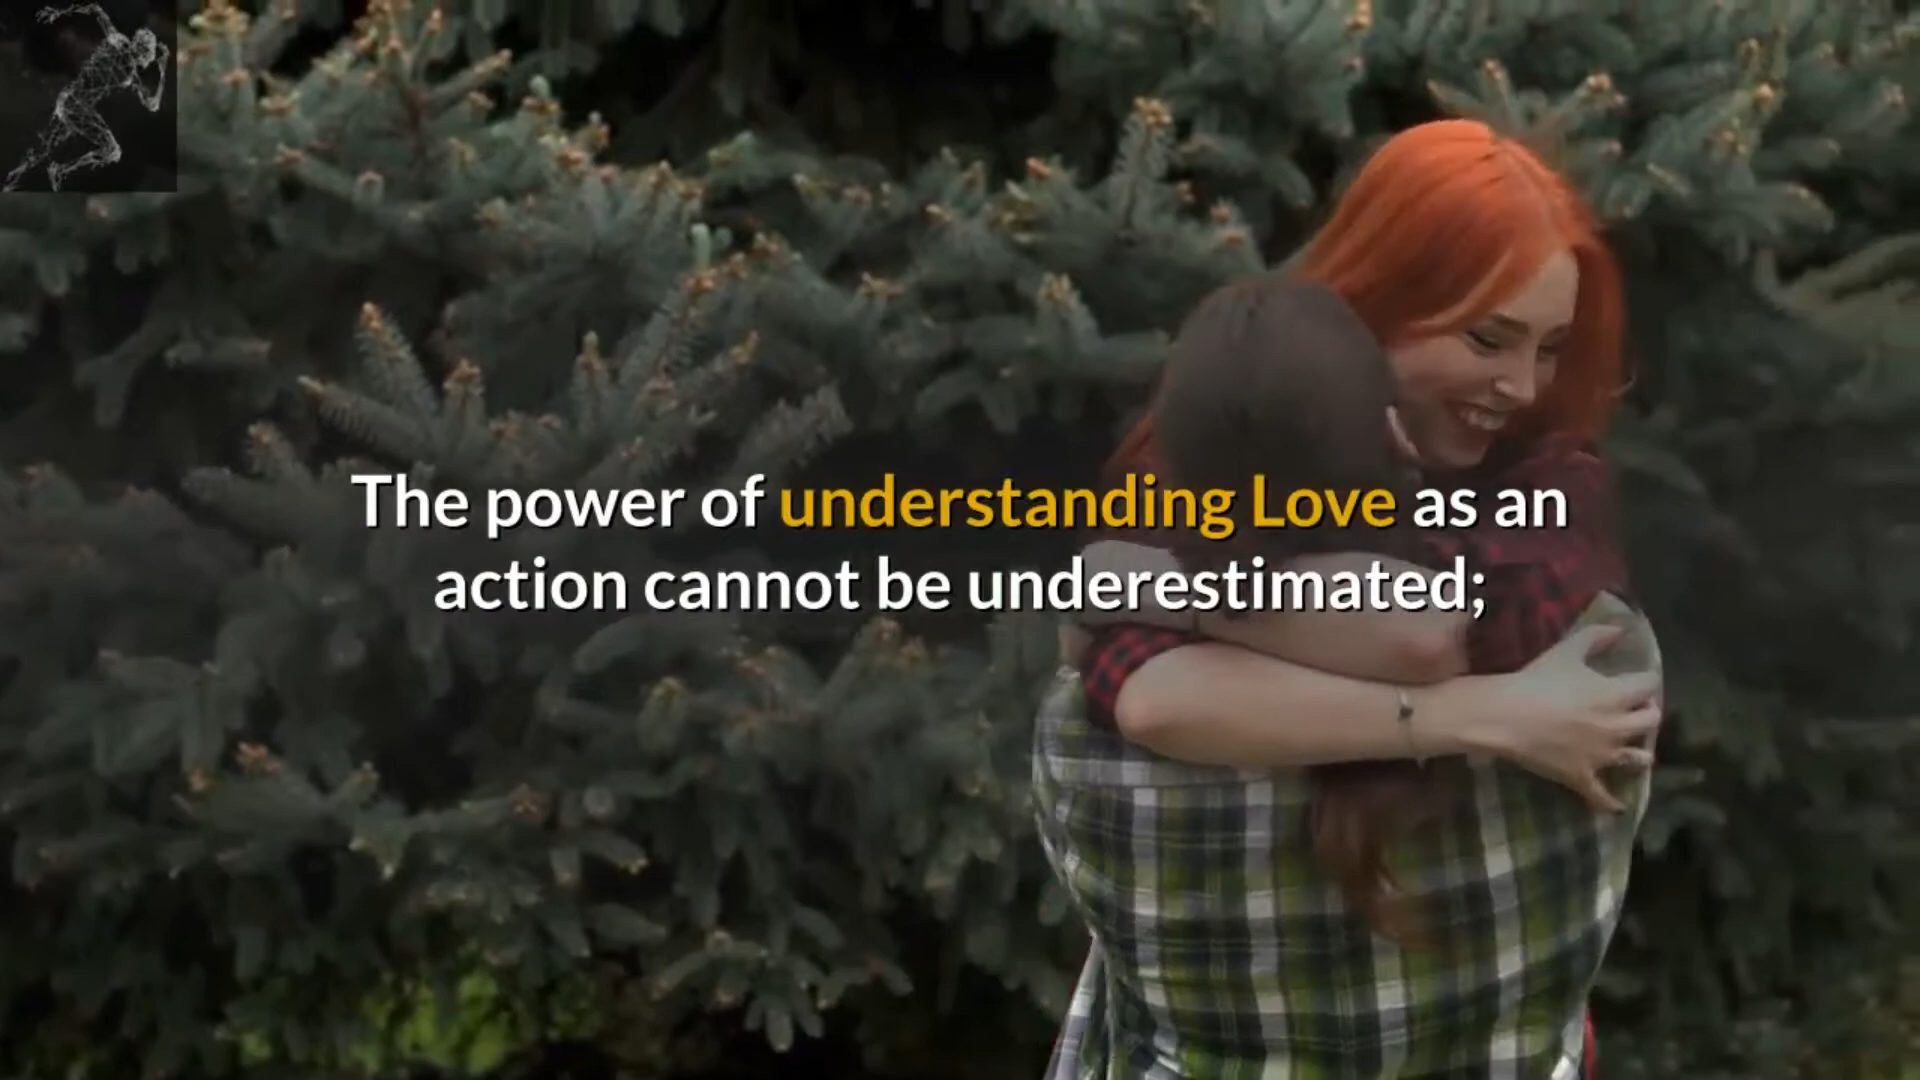 The power of understanding Love as an
action cannot be underestimated;